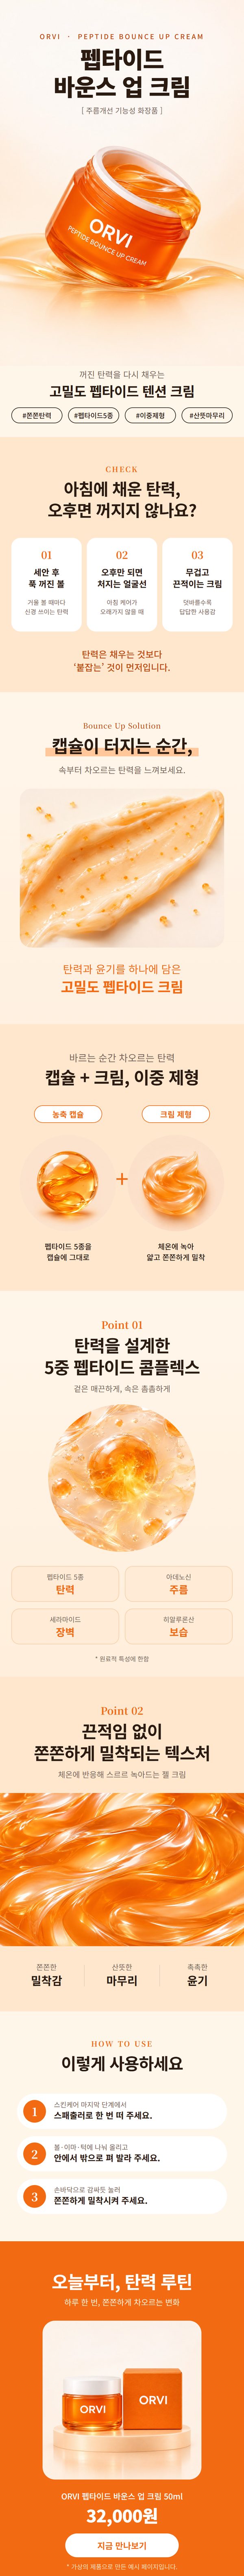 ORVI · PEPTIDE BOUNCE UP CREAM
펩타이드
바운스 업 크림
[ 주름개선 기능성 화장품 ]
ORVI
PEPTIDE BOUNCE UP CREAM
꺼진 탄력을 다시 채우는
고밀도 펩타이드 텐션 크림
#쫀쫀탄력 #펩타이드5종 #이중제형 #산뜻마무리
CHECK
아침에 채운 탄력,
오후면 꺼지지 않나요?
01
세안 후
푹 꺼진 볼
거울 볼 때마다
신경 쓰이는 탄력
02
오후만 되면
처지는 얼굴선
아침 케어가
오래가지 않을 때
03
무겁고
끈적이는 크림
덧바를수록
답답한 사용감
탄력은 채우는 것보다
‘붙잡는’ 것이 먼저입니다.
Bounce Up Solution
캡슐이 터지는 순간,
속부터 차오르는 탄력을 느껴보세요.
탄력과 윤기를 하나에 담은
고밀도 펩타이드 크림
바르는 순간 차오르는 탄력
캡슐 + 크림, 이중 제형
농축 캡슐
크림 제형
+
펩타이드 5종을
캡슐에 그대로
체온에 녹아
얇고 쫀쫀하게 밀착
Point 01
탄력을 설계한
5중 펩타이드 콤플렉스
겉은 매끈하게, 속은 촘촘하게
펩타이드 5종
탄력
아데노신
주름
세라마이드
장벽
히알루론산
보습
* 원료적 특성에 한함
Point 02
끈적임 없이
쫀쫀하게 밀착되는 텍스처
체온에 반응해 스르르 녹아드는 젤 크림
쫀쫀한
밀착감
산뜻한
마무리
촉촉한
윤기
HOW TO USE
이렇게 사용하세요
1
스킨케어 마지막 단계에서
스패출러로 한 번 떠 주세요.
2
볼·이마·턱에 나눠 올리고
안에서 밖으로 펴 발라 주세요.
3
손바닥으로 감싸듯 눌러
쫀쫀하게 밀착시켜 주세요.
오늘부터, 탄력 루틴
하루 한 번, 쫀쫀하게 차오르는 변화
ORVI
ORVI
ORVI 펩타이드 바운스 업 크림 50ml
32,000원
지금 만나보기
* 가상의 제품으로 만든 예시 페이지입니다.